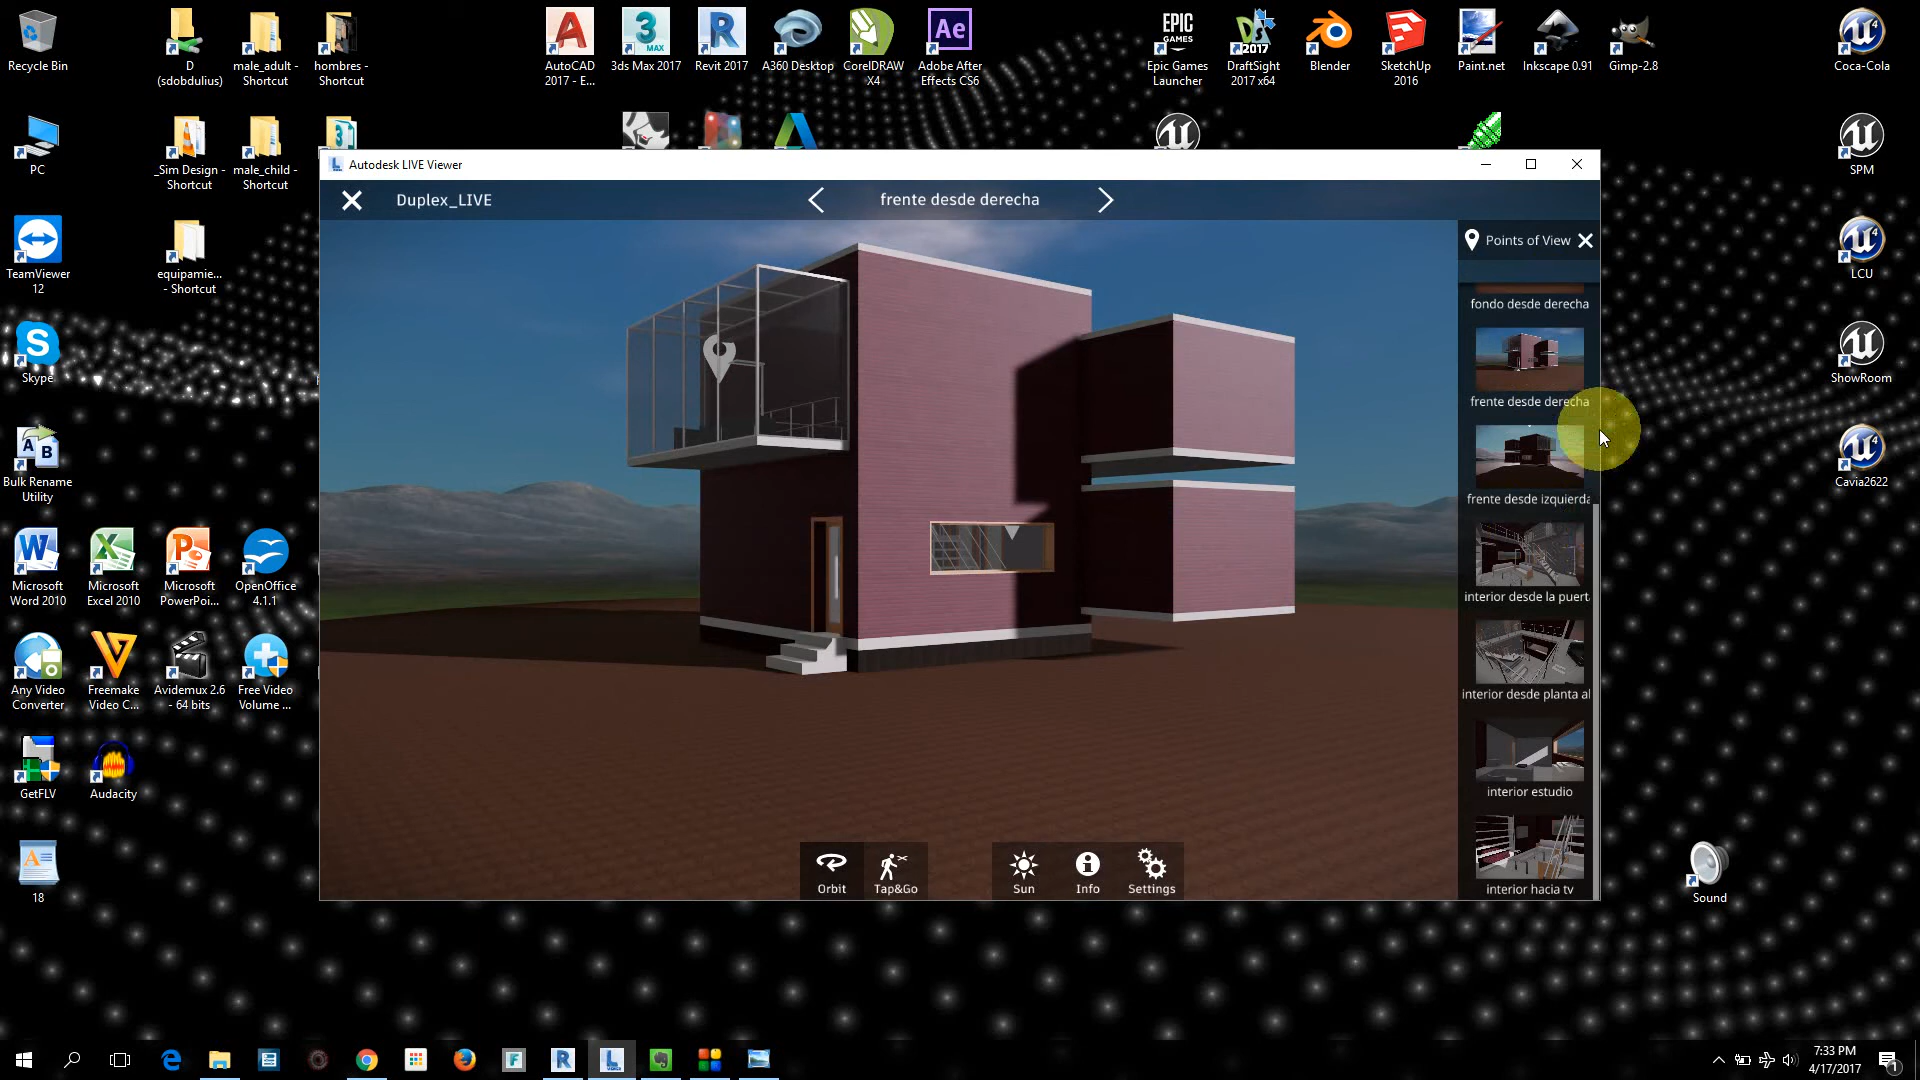 Recycle Bin
D
(sdobdulius)
male_adult -
Shortcut
hombres -
Shortcut
AutoCAD
2017 - E...
3ds Max 2017
Revit 2017
A360 Desktop
CorelDRAW
X4
Adobe After
Effects CS6
Epic Games
Launcher
DraftSight
2017 x64
Blender
SketchUp
2016
Paint.net
Inkscape 0.91
Gimp-2.8
Coca-Cola
PC
_Sim Design -
Shortcut
male_child -
Shortcut
SPM
TeamViewer
12
equipamie...
- Shortcut
LCU
Skype
ShowRoom
Bulk Rename
Utility
Cavia2622
Microsoft
Word 2010
Microsoft
Excel 2010
Microsoft
PowerPoi...
OpenOffice
4.1.1
Any Video
Converter
Freemake
Video C...
Avidemux 2.6
- 64 bits
Free Video
Volume ...
GetFLV
Audacity
18
Sound
Autodesk LIVE Viewer
Duplex_LIVE
frente desde derecha
Points of View
fondo desde derecha
frente desde derecha
frente desde izquierda
interior desde la puerta
interior desde planta al
interior estudio
interior hacia tv
Orbit
Tap&Go
Sun
Info
Settings
7:33 PM
4/17/2017
1